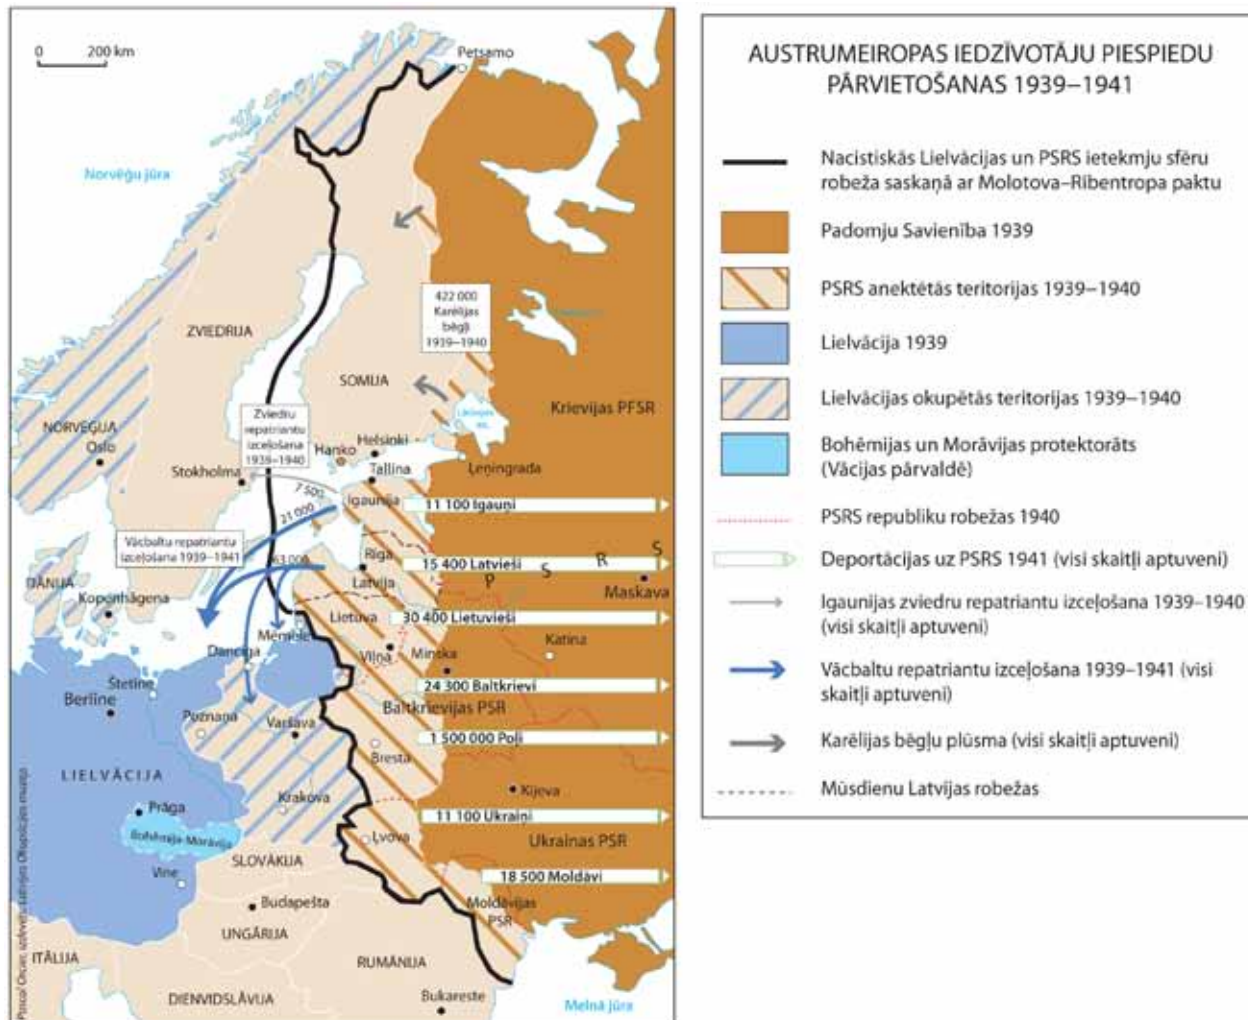 0 200 km
Petsamo
Norvēģu jūra
422 000
Karēlijas
bēgļi
1939–1940
ZVIEDRIJA
SOMIJA
Krievijas PFSR
Zviedru
repatriantu
izceļošana
1939–1940
NORVĒĢIJA
Oslo
Helsinki
Hanko
Stokholma
Tallina
Ļeņingrada
7 500
Igaunija
11 100 Igauņi
21 000
Vācbaltu repatriantu
izceļošana 1939–1941
63 000
Rīga
15 400 Latvieši
P S R S
Latvija
Maskava
DĀNIJA
Kopenhāgena
Lietuva
30 400 Lietuvieši
Mēmele
Katina
Danciga
Viļņa
Minska
Štetīne
24 300 Baltkrievi
Berlīne
Baltkrievijas PSR
Poznaņa
Varšava
1 500 000 Poļi
Bresta
LIELVĀCIJA
Kijeva
Krakova
Prāga
11 100 Ukraiņi
Bohēmija-Morāvija
Ļvova
Ukrainas PSR
SLOVĀKIJA
Vīne
18 500 Moldāvi
Budapešta
Moldāvijas
PSR
UNGĀRIJA
ITĀLIJA
RUMĀNIJA
DIENVIDSLĀVIJA
Bukareste
Melnā jūra
AUSTRUMEIROPAS IEDZĪVOTĀJU PIESPIEDU
PĀRVIETOŠANAS 1939–1941
Nacistiskās Lielvācijas un PSRS ietekmju sfēru
robeža saskaņā ar Molotova–Ribentropa paktu
Padomju Savienība 1939
PSRS anektētās teritorijas 1939–1940
Lielvācija 1939
Lielvācijas okupētās teritorijas 1939–1940
Bohēmijas un Morāvijas protektorāts
(Vācijas pārvaldē)
PSRS republiku robežas 1940
Deportācijas uz PSRS 1941 (visi skaitļi aptuveni)
Igaunijas zviedru repatriantu izceļošana 1939–1940
(visi skaitļi aptuveni)
Vācbaltu repatriantu izceļošana 1939–1941 (visi
skaitļi aptuveni)
Karēlijas bēgļu plūsma (visi skaitļi aptuveni)
Mūsdienu Latvijas robežas